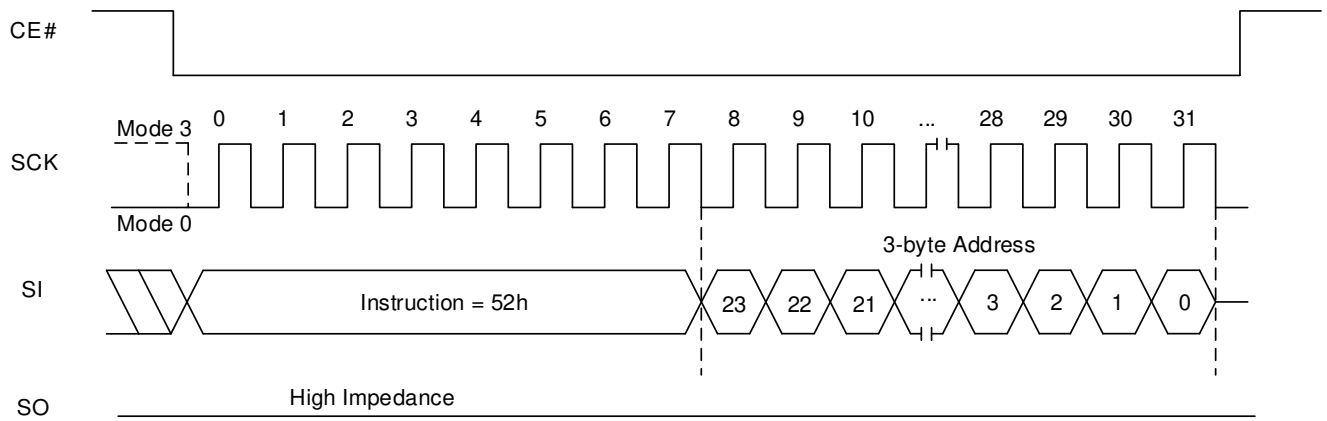 CE#
SCK
Mode 3
0 1 2 3 4 5 6 7 8 9 10 ... 28 29 30 31
Mode 0
3-byte Address
SI
Instruction = 52h
23 22 21 ... 3 2 1 0
SO
High Impedance